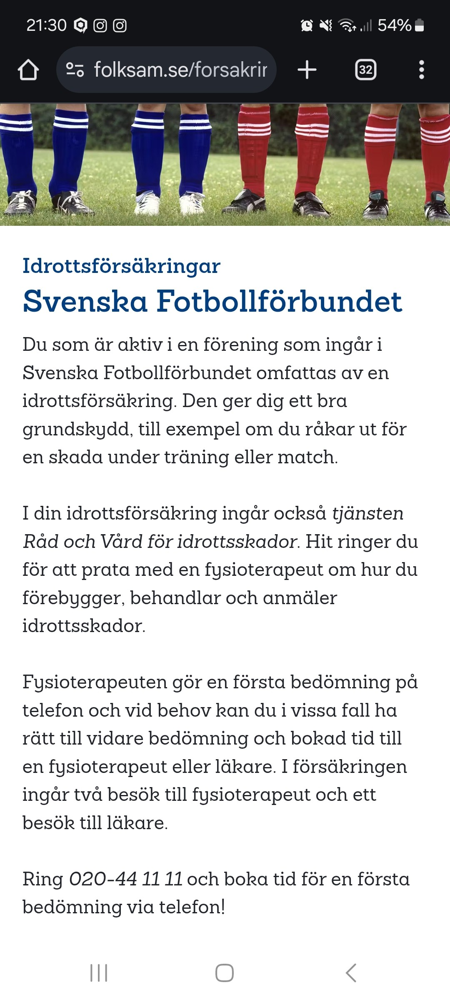 21:30
54%
folksam.se/forsakrin
32
Idrottsförsäkringar
Svenska Fotbollförbundet
Du som är aktiv i en förening som ingår i
Svenska Fotbollförbundet omfattas av en
idrottsförsäkring. Den ger dig ett bra
grundskydd, till exempel om du råkar ut för
en skada under träning eller match.
I din idrottsförsäkring ingår också tjänsten
Råd och Vård för idrottsskador. Hit ringer du
för att prata med en fysioterapeut om hur du
förebygger, behandlar och anmäler
idrottsskador.
Fysioterapeuten gör en första bedömning på
telefon och vid behov kan du i vissa fall ha
rätt till vidare bedömning och bokad tid till
en fysioterapeut eller läkare. I försäkringen
ingår två besök till fysioterapeut och ett
besök till läkare.
Ring 020-44 11 11 och boka tid för en första
bedömning via telefon!